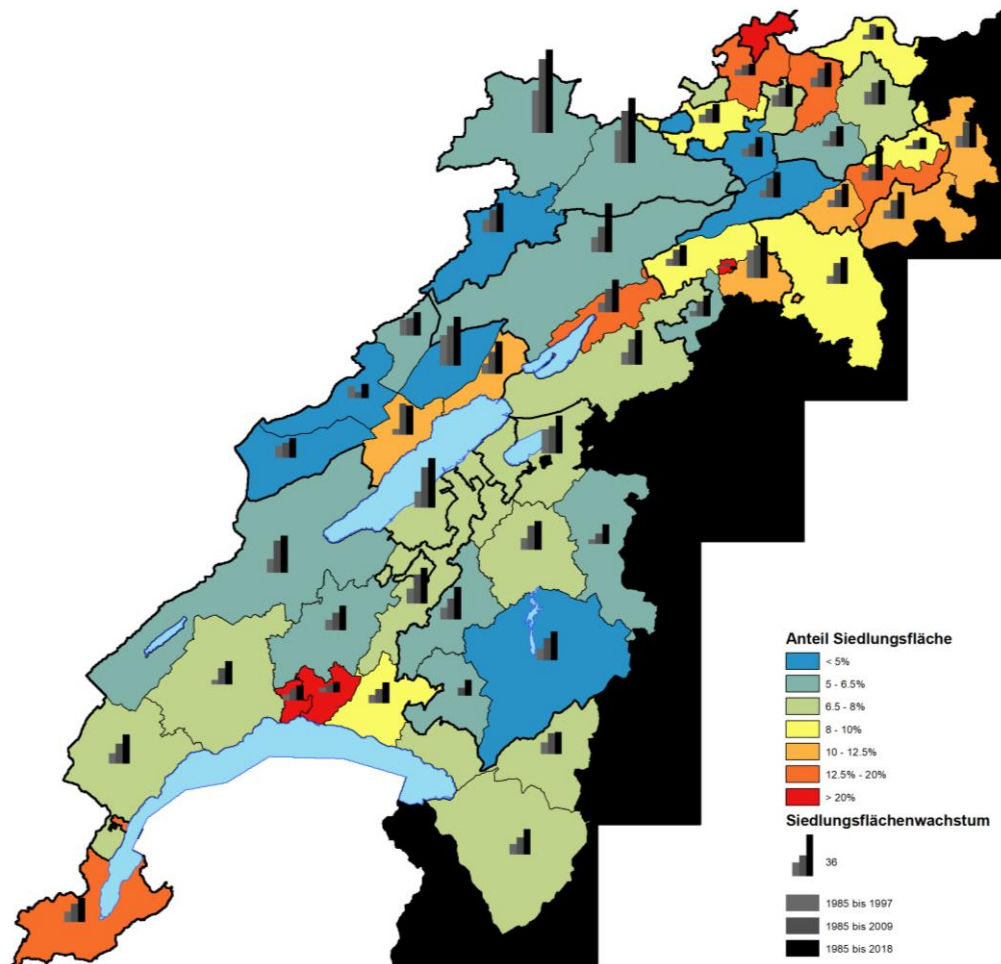 Anteil Siedlungsfläche
< 5%
5 - 6.5%
6.5 - 8%
8 - 10%
10 - 12.5%
12.5% - 20%
> 20%
Siedlungsflächenwachstum
36
1985 bis 1997
1985 bis 2009
1985 bis 2018